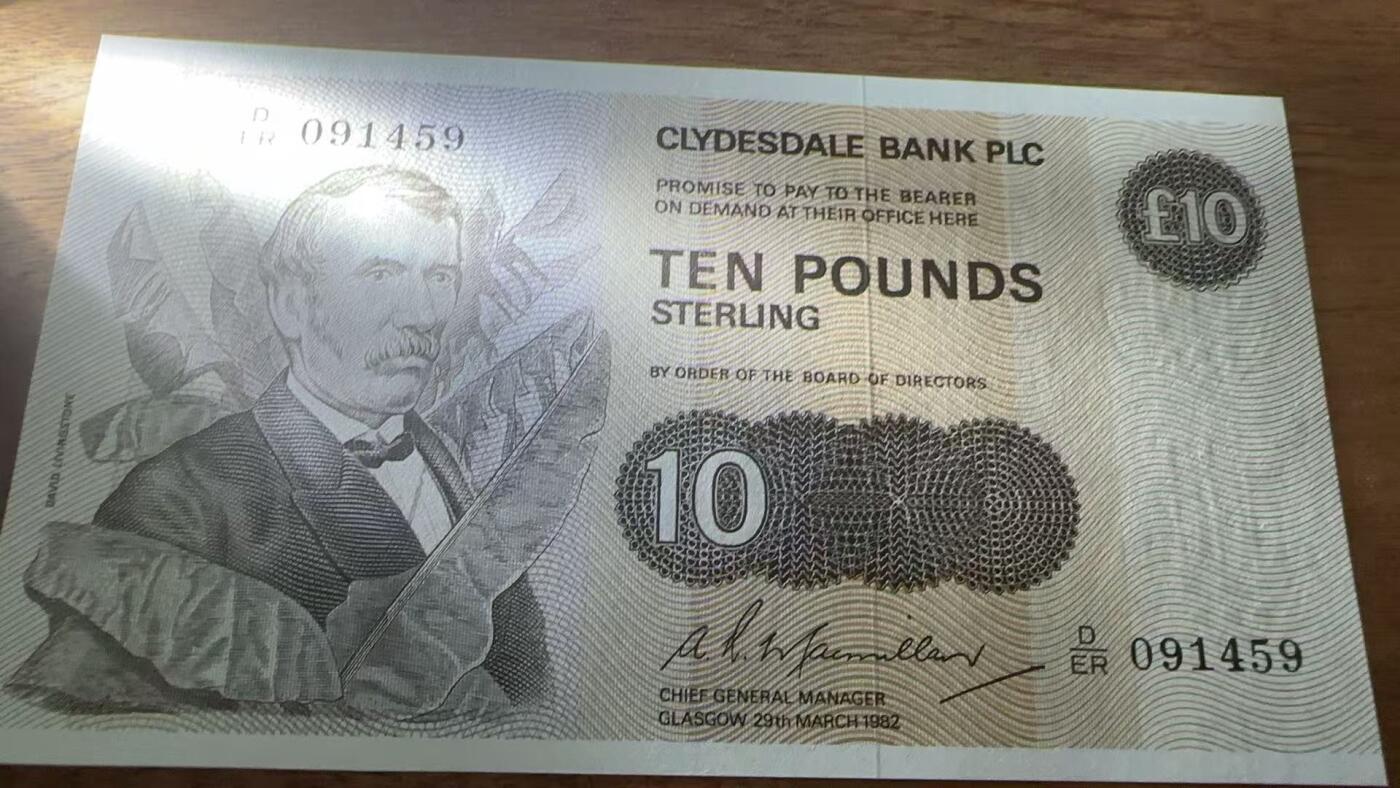 D
ER 091459
CLYDESDALE BANK PLC
PROMISE TO PAY TO THE BEARER
ON DEMAND AT THEIR OFFICE HERE
£10
TEN POUNDS
STERLING
BY ORDER OF THE BOARD OF DIRECTORS
10
DAVID LIVINGSTONE
A. R. Macmillan
CHIEF GENERAL MANAGER
GLASGOW 29th MARCH 1982
D
ER 091459